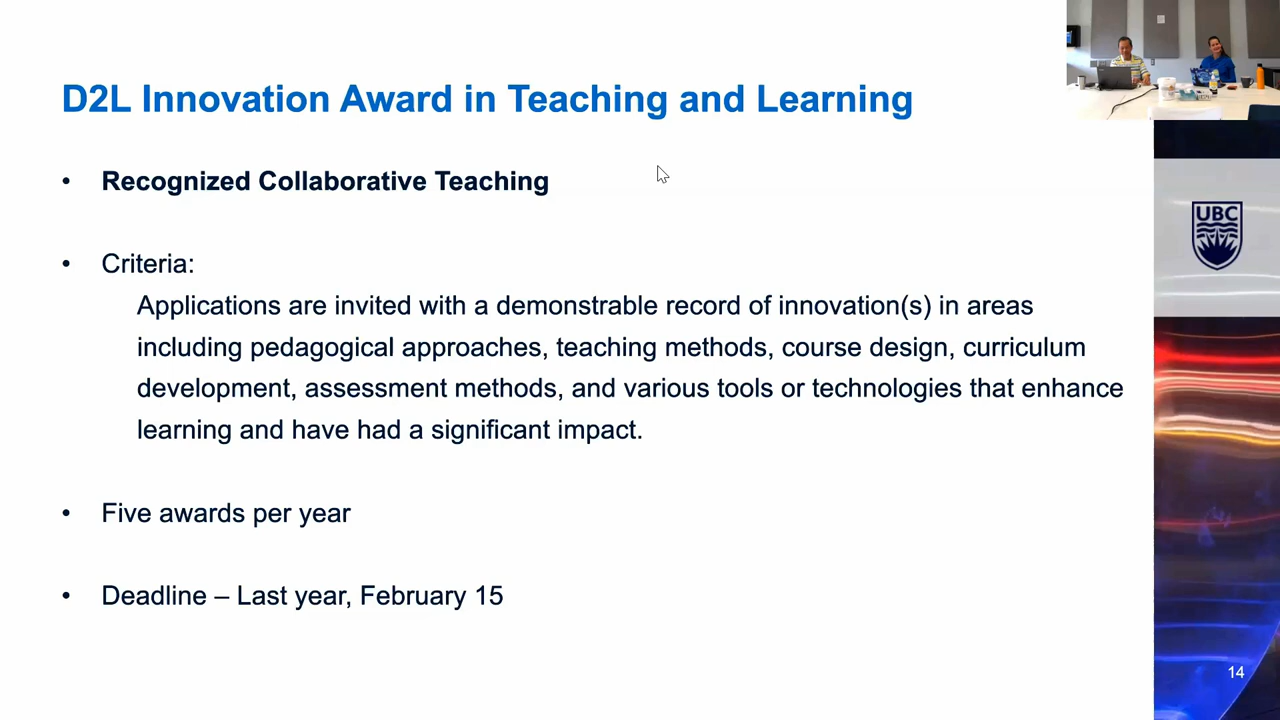 D2L Innovation Award in Teaching and Learning
• Recognized Collaborative Teaching
• Criteria:
Applications are invited with a demonstrable record of innovation(s) in areas
including pedagogical approaches, teaching methods, course design, curriculum
development, assessment methods, and various tools or technologies that enhance
learning and have had a significant impact.
• Five awards per year
• Deadline – Last year, February 15
UBC
14